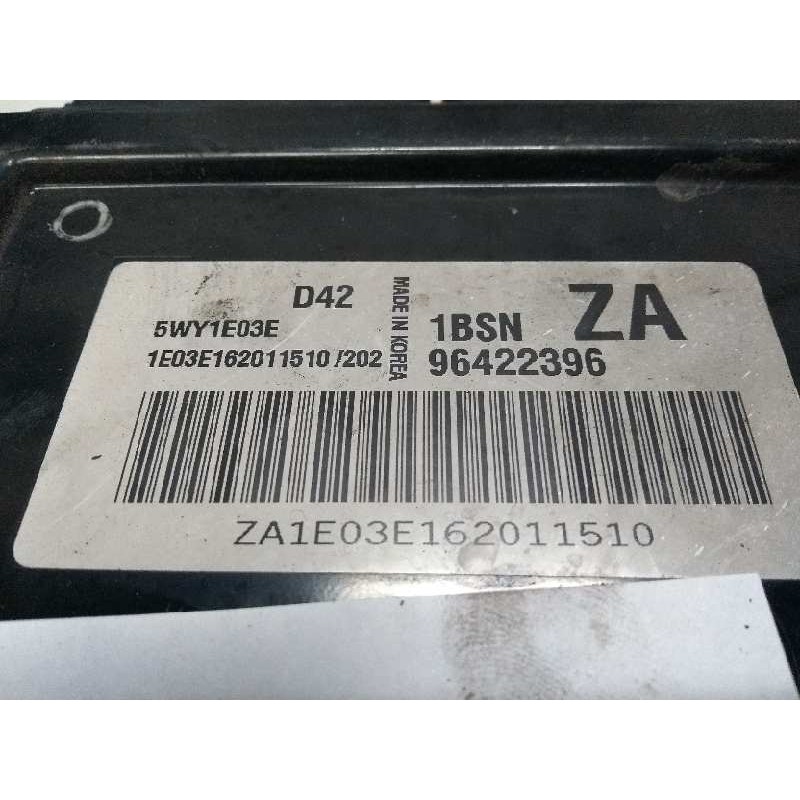 D42
5WY1E03E
1E03E162011510 /202
MADE IN KOREA
1BSN ZA
96422396
ZA1E03E162011510